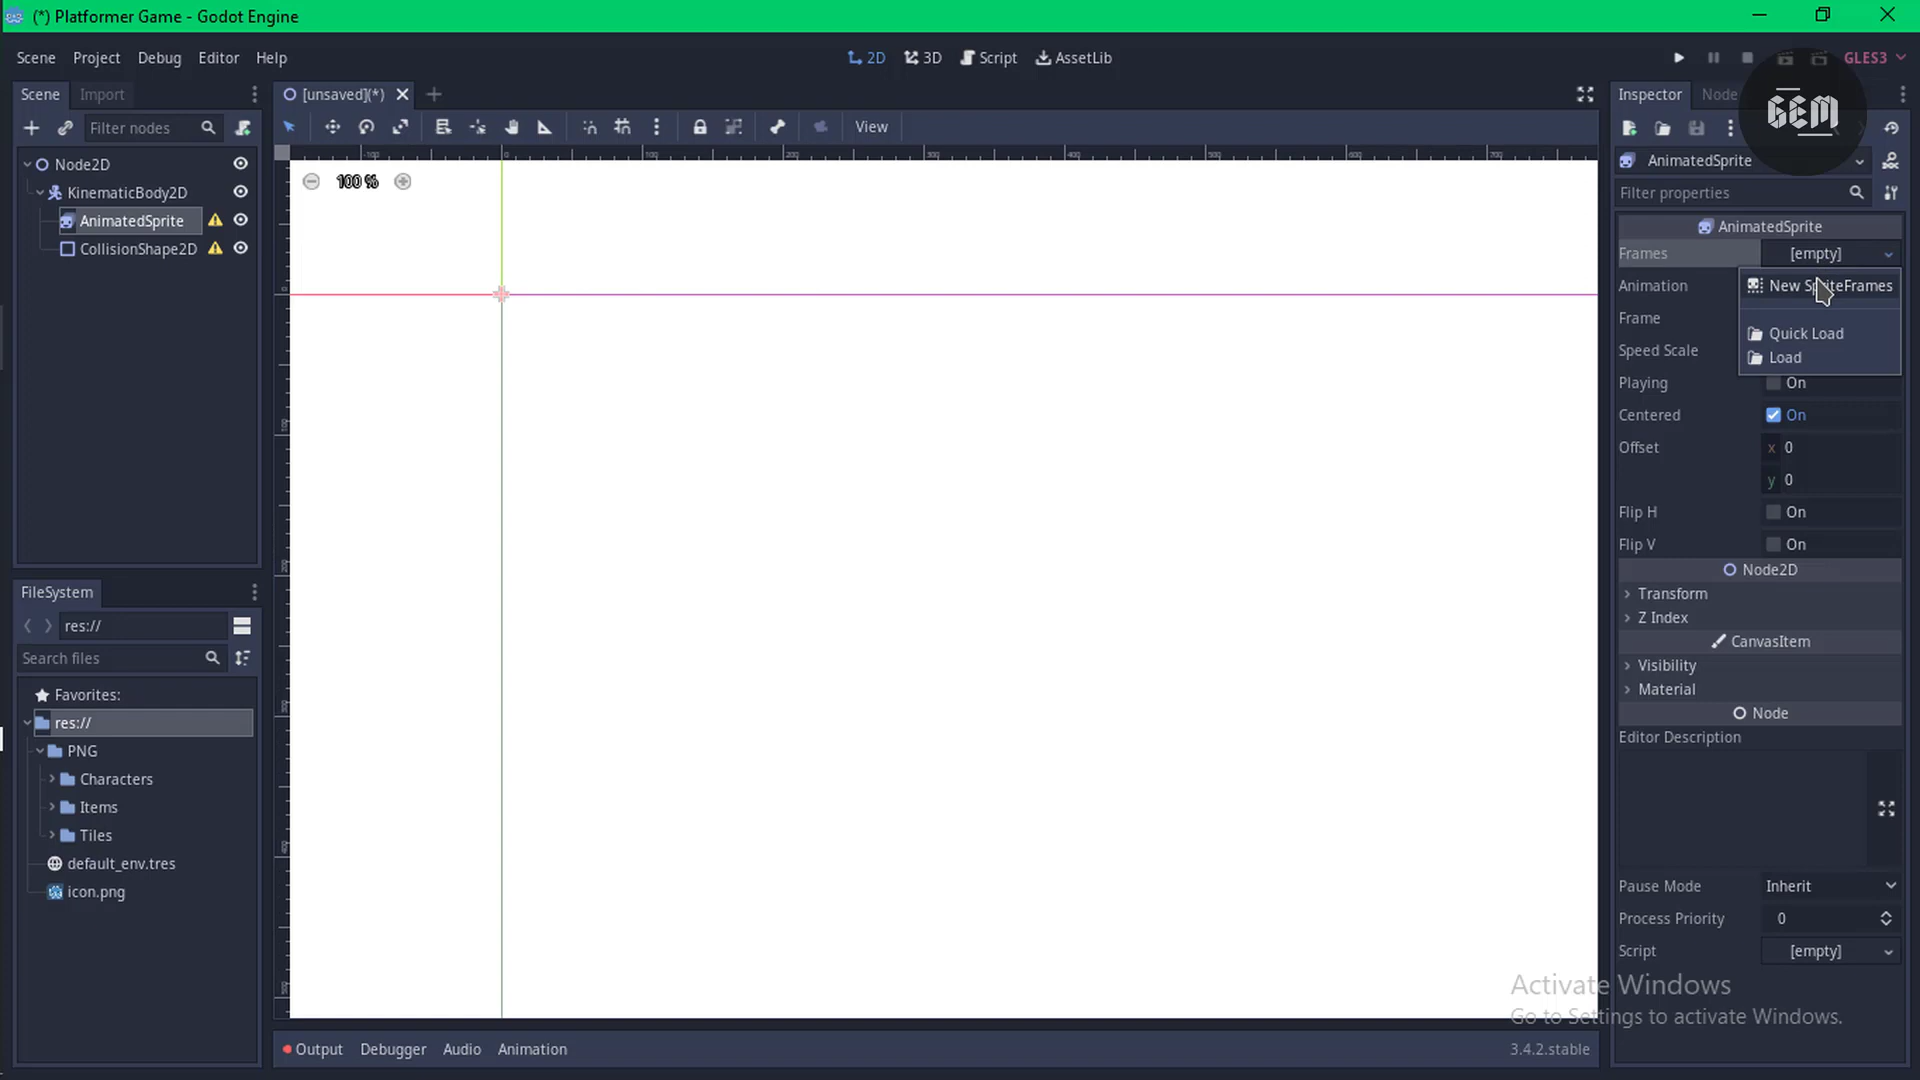 (*) Platformer Game - Godot Engine
Scene Project Debug Editor Help
2D 3D Script AssetLib
GLES3
Scene Import
[unsaved](*)
Inspector Node
GEM
Filter nodes
View
AnimatedSprite
Filter properties
Node2D
KinematicBody2D
AnimatedSprite
CollisionShape2D
100 %
AnimatedSprite
Frames [empty]
New SpriteFrames
Quick Load
Load
Animation
Frame
Speed Scale
Playing On
Centered On
Offset x 0
y 0
Flip H On
Flip V On
Node2D
Transform
Z Index
CanvasItem
Visibility
Material
Node
Editor Description
Pause Mode Inherit
Process Priority 0
Script [empty]
FileSystem
res://
Search files
Favorites:
res://
PNG
Characters
Items
Tiles
default_env.tres
icon.png
Activate Windows
Go to Settings to activate Windows.
Output Debugger Audio Animation
3.4.2.stable